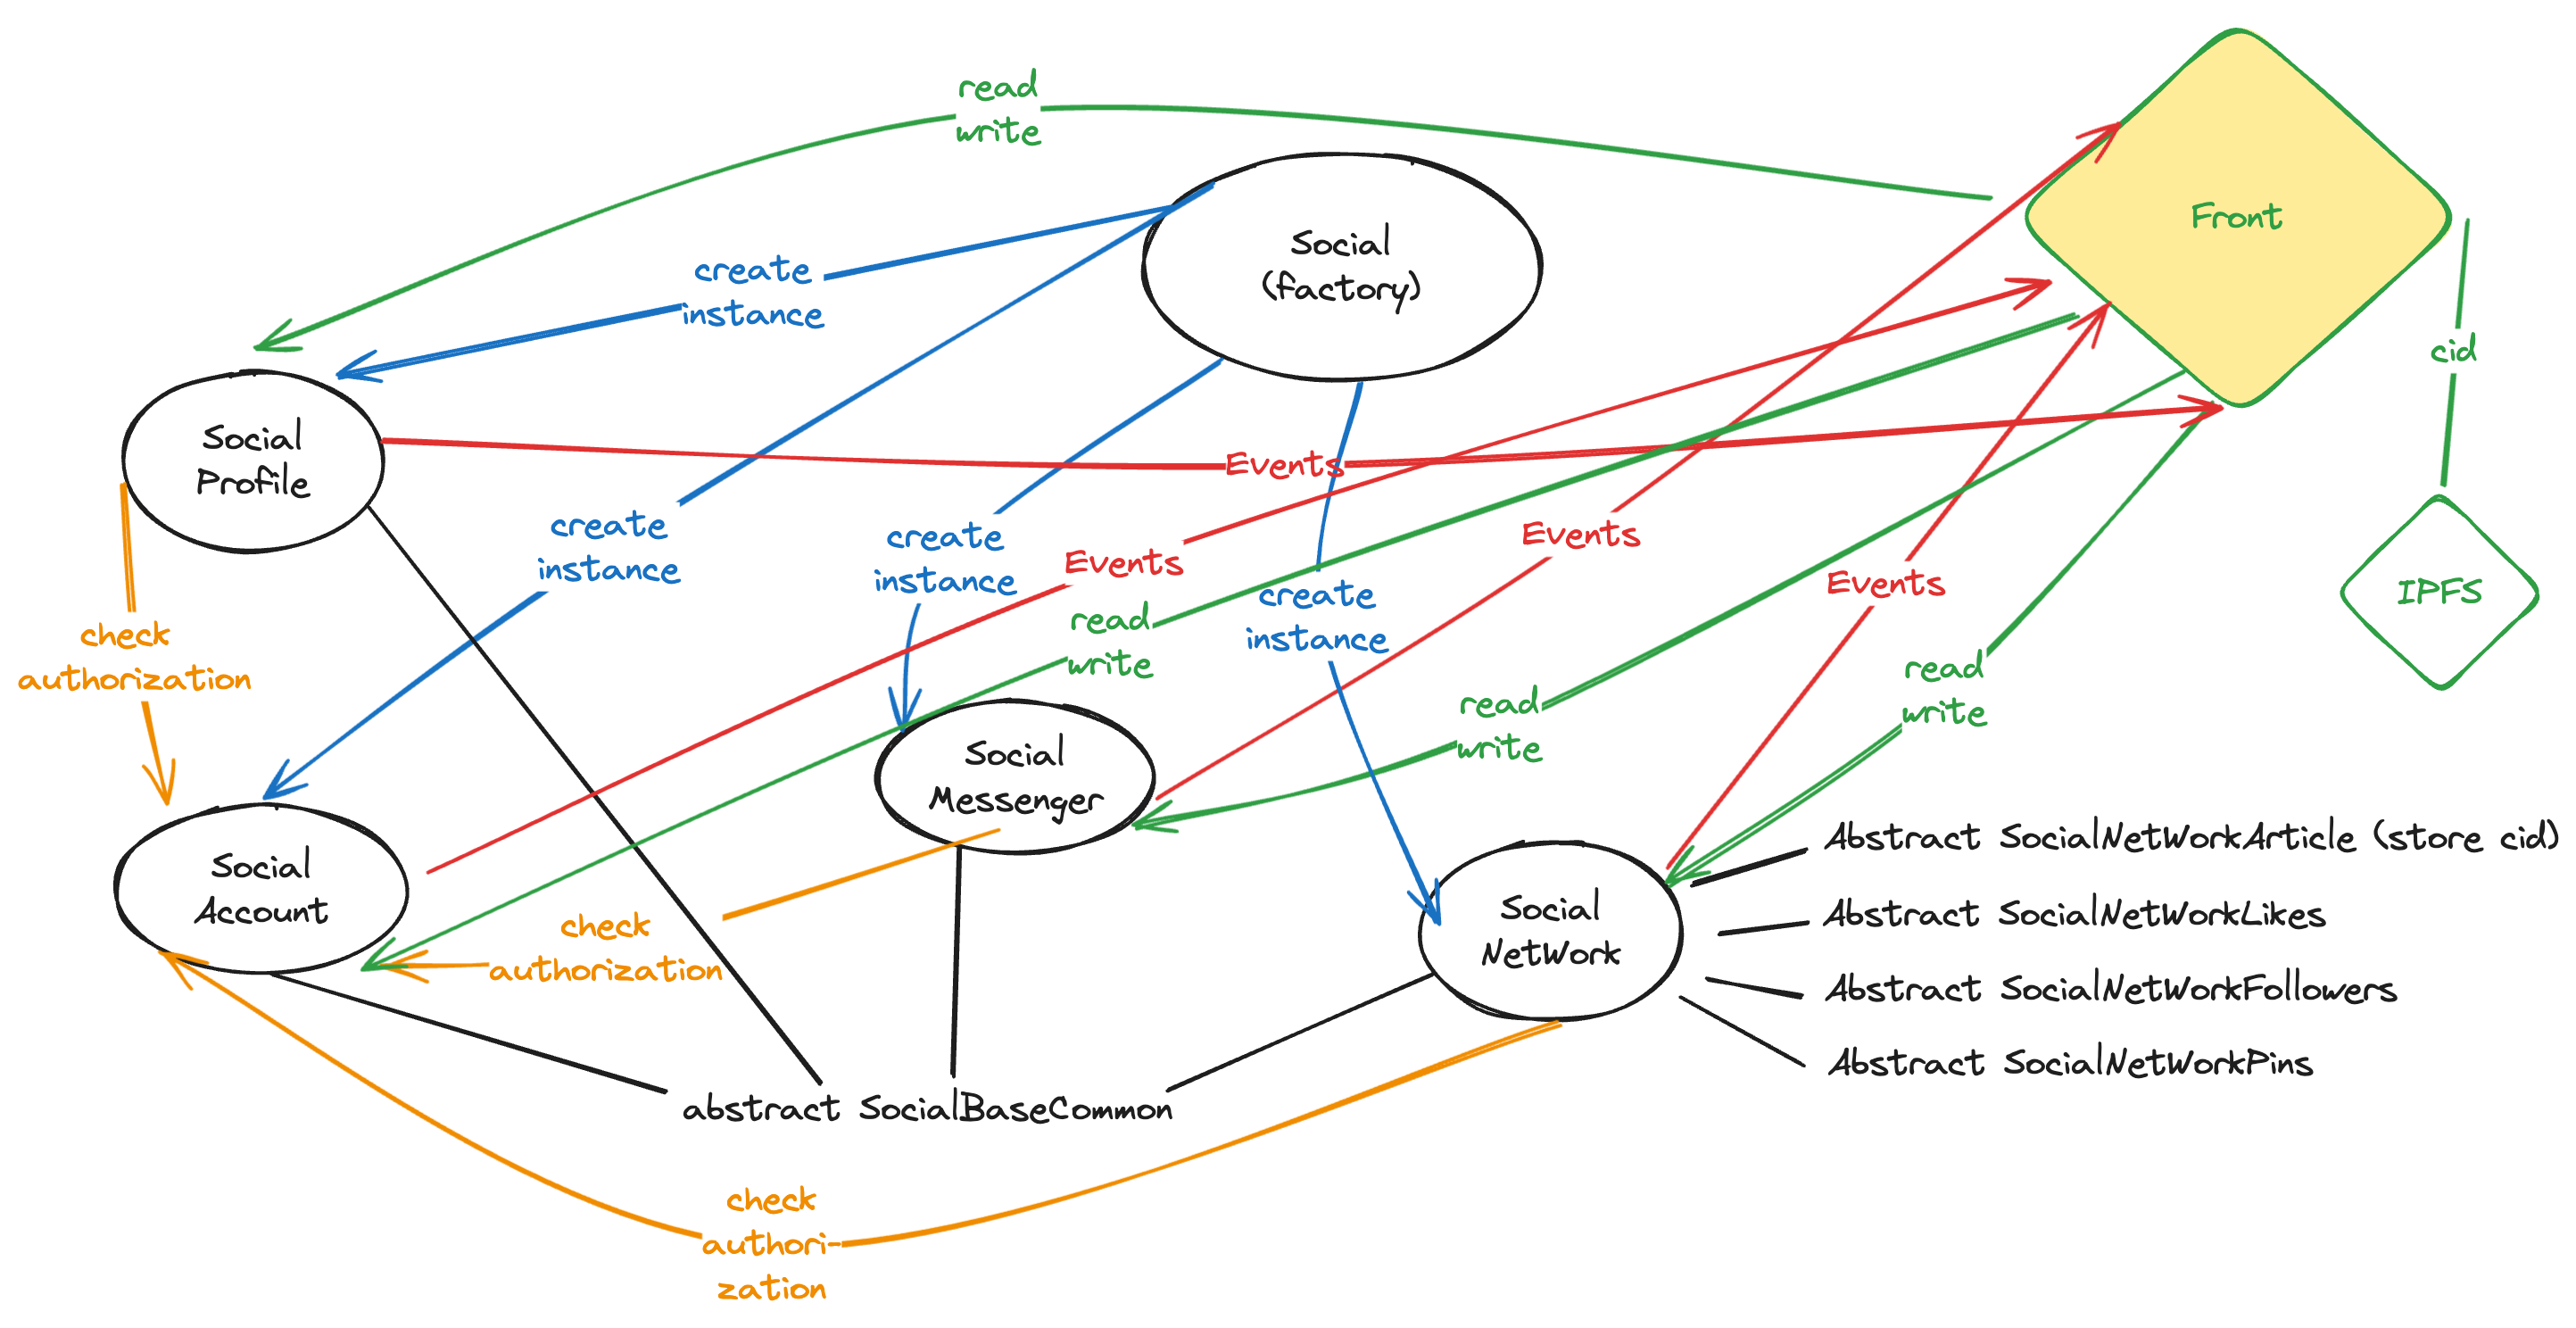 read
write
Front
Social
(factory)
create
instance
cid
Social
Profile
Events
create
instance
create
instance
Events
Events
create
instance
Events
IPFS
read
write
check
authorization
read
write
read
write
Social
Messenger
Social
Account
Abstract SocialNetWorkArticle (store cid)
Abstract SocialNetWorkLikes
Social
NetWork
check
authorization
Abstract SocialNetWorkFollowers
Abstract SocialNetWorkPins
abstract SocialBaseCommon
check
authori-
zation